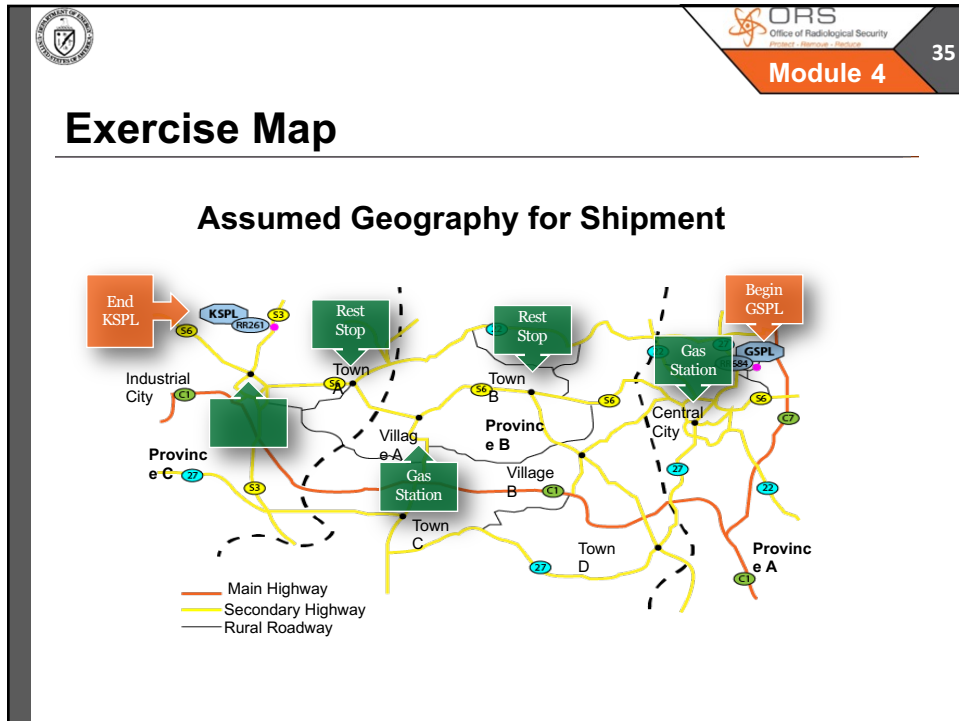 ORS
Office of Radiological Security
Protect - Remove - Reduce
Module 4
35
Exercise Map
Assumed Geography for Shipment
End
KSPL
KSPL
RR261
S3
S6
Rest
Stop
Rest
Stop
Begin
GSPL
GSPL
Gas
Station
Industrial
City
C1
Town
A
S6
S6
Town
B
S6
Central
City
S6
C7
Provinc
e C
27
S3
Villag
e A
Gas
Station
Provinc
e B
Village
B
C1
27
22
Town
C
27
Town
D
Provinc
e A
C1
Main Highway
Secondary Highway
Rural Roadway